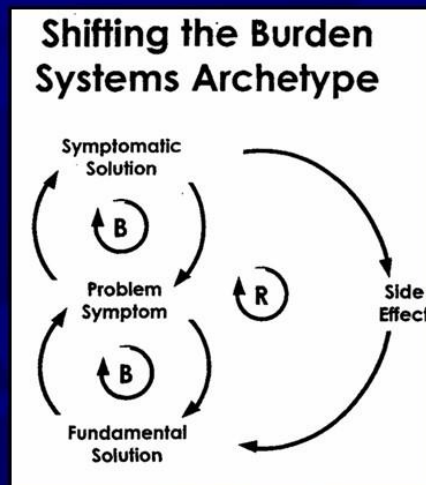 Shifting the Burden
Systems Archetype
Symptomatic
Solution
B
Problem
Symptom
R
Side
Effect
B
Fundamental
Solution